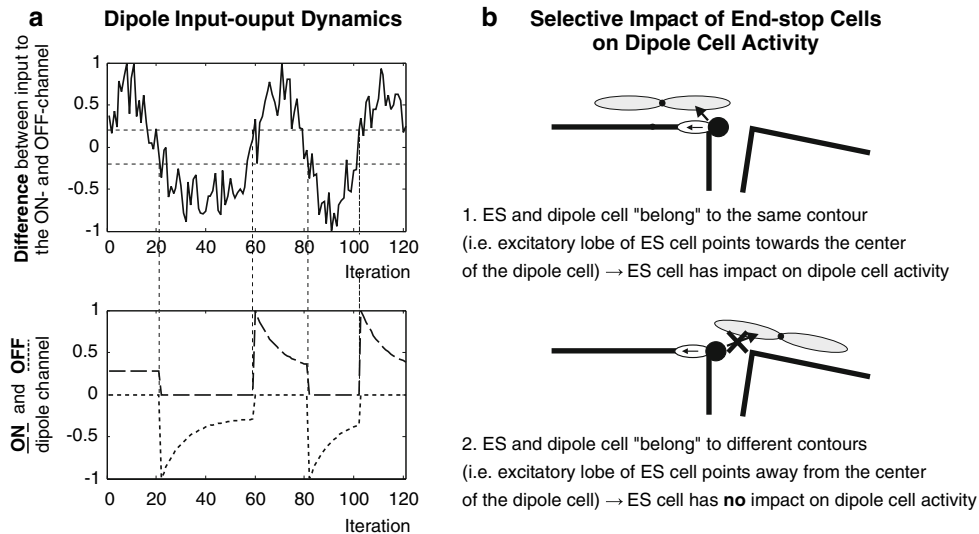 a Dipole Input-ouput Dynamics
Difference between input to
the ON- and OFF-channel
1
0.5
0
-0.5
-1
0 20 40 60 80 100 120
Iteration
ON and OFF
dipole channel
1
0.5
0
-0.5
-1
0 20 40 60 80 100 120
Iteration
b Selective Impact of End-stop Cells
on Dipole Cell Activity
1. ES and dipole cell "belong" to the same contour
(i.e. excitatory lobe of ES cell points towards the center
of the dipole cell) → ES cell has impact on dipole cell activity
2. ES and dipole cell "belong" to different contours
(i.e. excitatory lobe of ES cell points away from the center
of the dipole cell) → ES cell has no impact on dipole cell activity